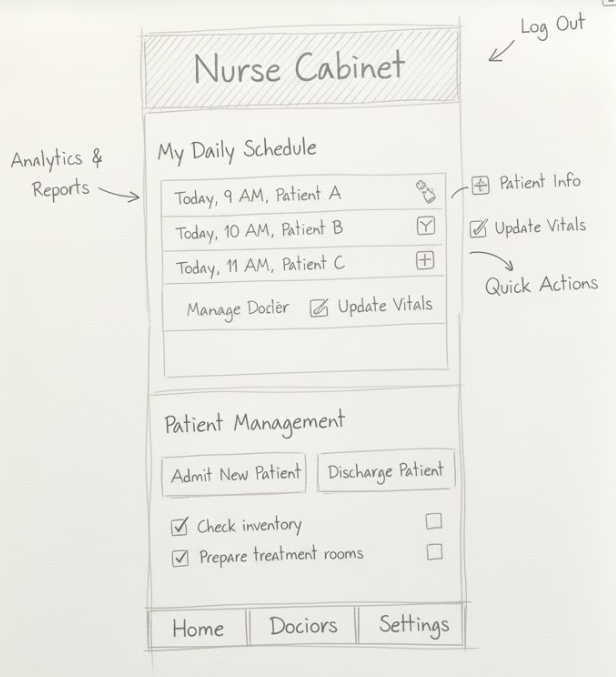 Log Out
Nurse Cabinet
Analytics &
Reports
My Daily Schedule
Today, 9 AM, Patient A
Today, 10 AM, Patient B
Today, 11 AM, Patient C
Manage Docier
Update Vitals
Patient Info
Update Vitals
Quick Actions
Patient Management
Admit New Patient
Discharge Patient
Check inventory
Prepare treatment rooms
Home
Dociors
Settings